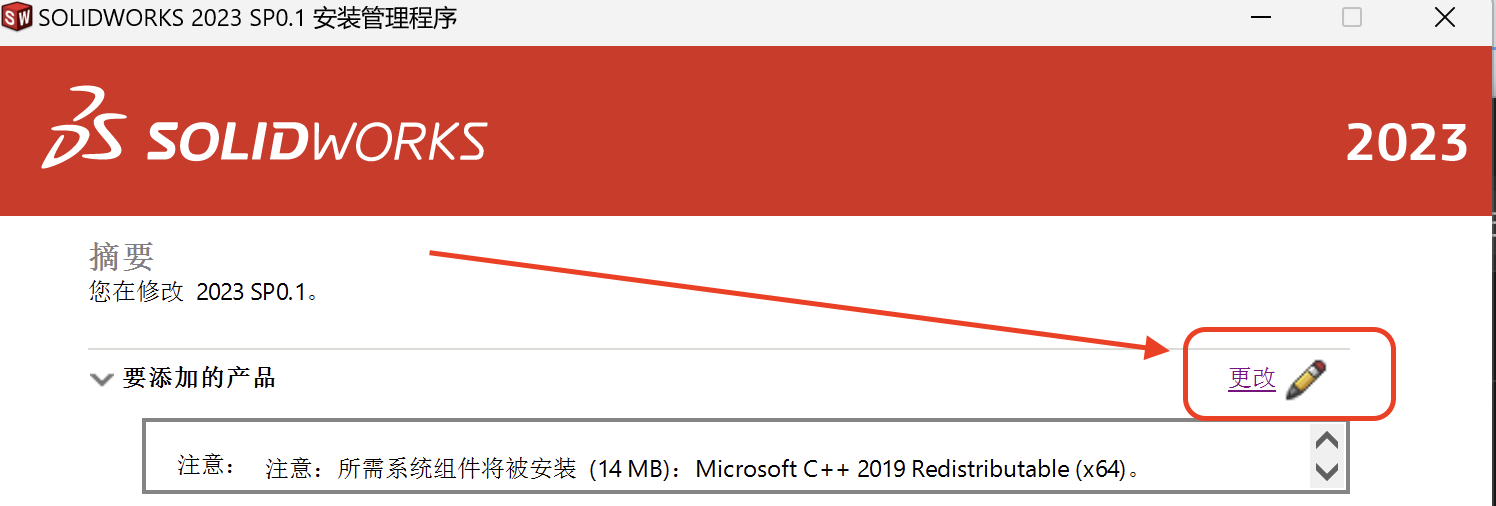 SW SOLIDWORKS 2023 SP0.1 安装管理程序
SOLIDWORKS 2023
摘要
您在修改 2023 SP0.1。
要添加的产品 更改
注意： 注意：所需系统组件将被安装 (14 MB)：Microsoft C++ 2019 Redistributable (x64)。